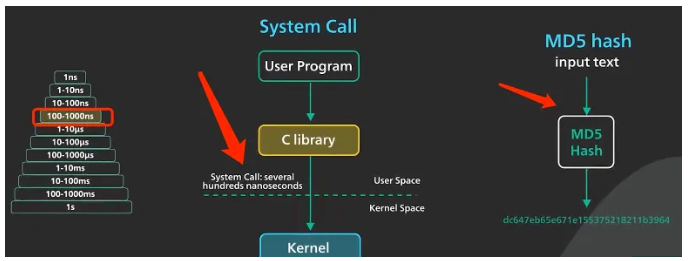 System Call
MD5 hash
input text
User Program
1ns
1-10ns
10-100ns
100-1000ns
1-10µs
10-100µs
100-1000µs
1-10ms
10-100ms
100-1000ms
1s
C library
MD5
Hash
System Call: several
hundreds nanoseconds
User Space
Kernel Space
Kernel
dc647eb65e671e155375218211b3964